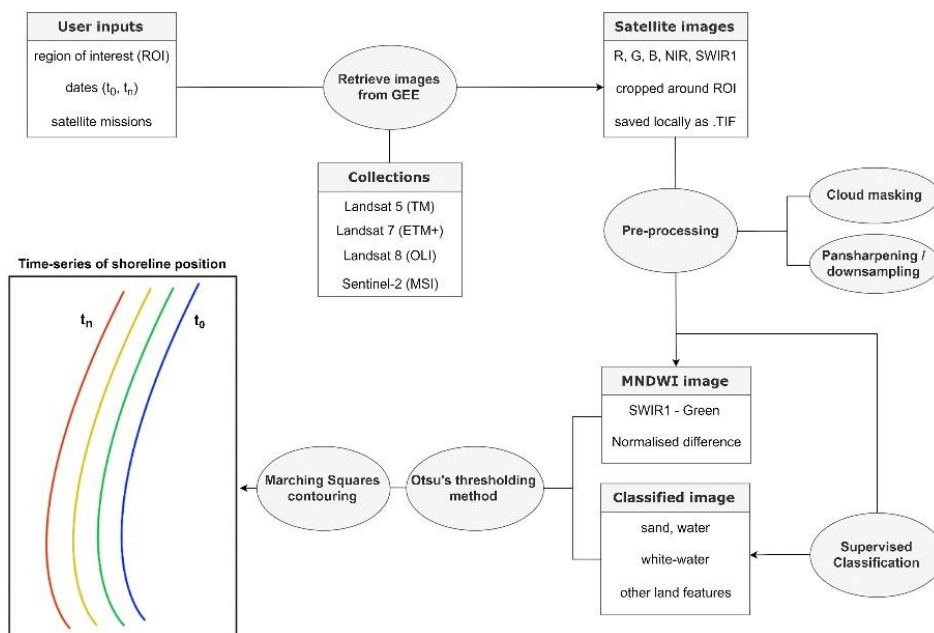 User inputs
region of interest (ROI)
dates (t₀, tₙ)
satellite missions
Retrieve images
from GEE
Satellite images
R, G, B, NIR, SWIR1
cropped around ROI
saved locally as .TIF
Collections
Landsat 5 (TM)
Landsat 7 (ETM+)
Landsat 8 (OLI)
Sentinel-2 (MSI)
Pre-processing
Cloud masking
Pansharpening /
downsampling
MNDWI image
SWIR1 - Green
Normalised difference
Supervised
Classification
Classified image
sand, water
white-water
other land features
Otsu's thresholding
method
Marching Squares
contouring
Time-series of shoreline position
tₙ
t₀